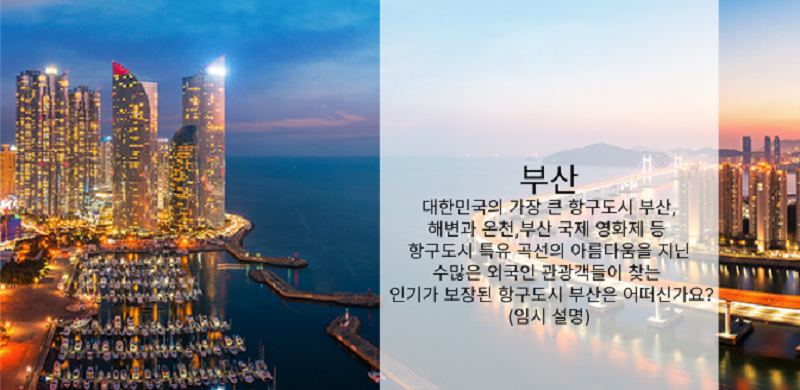 부산
대한민국의 가장 큰 항구도시 부산,
해변과 온천,부산 국제 영화제 등
항구도시 특유 곡선의 아름다움을 지닌
수많은 외국인 관광객들이 찾는
인기가 보장된 항구도시 부산은 어떠신가요?
(임시 설명)